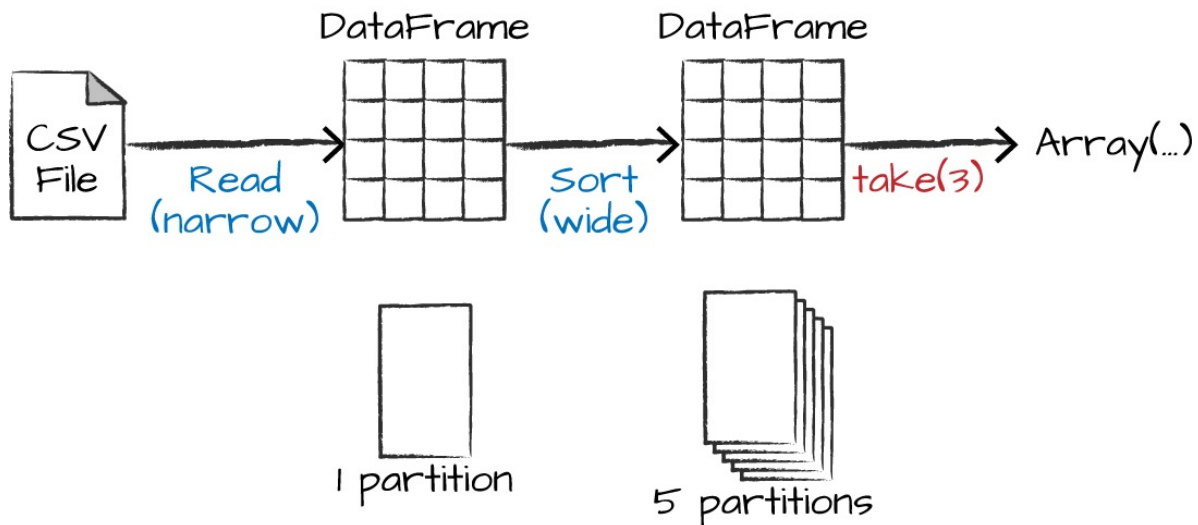 DataFrame
DataFrame
CSV
File
Read
(narrow)
Sort
(wide)
take(3)
Array(...)
1 partition
5 partitions